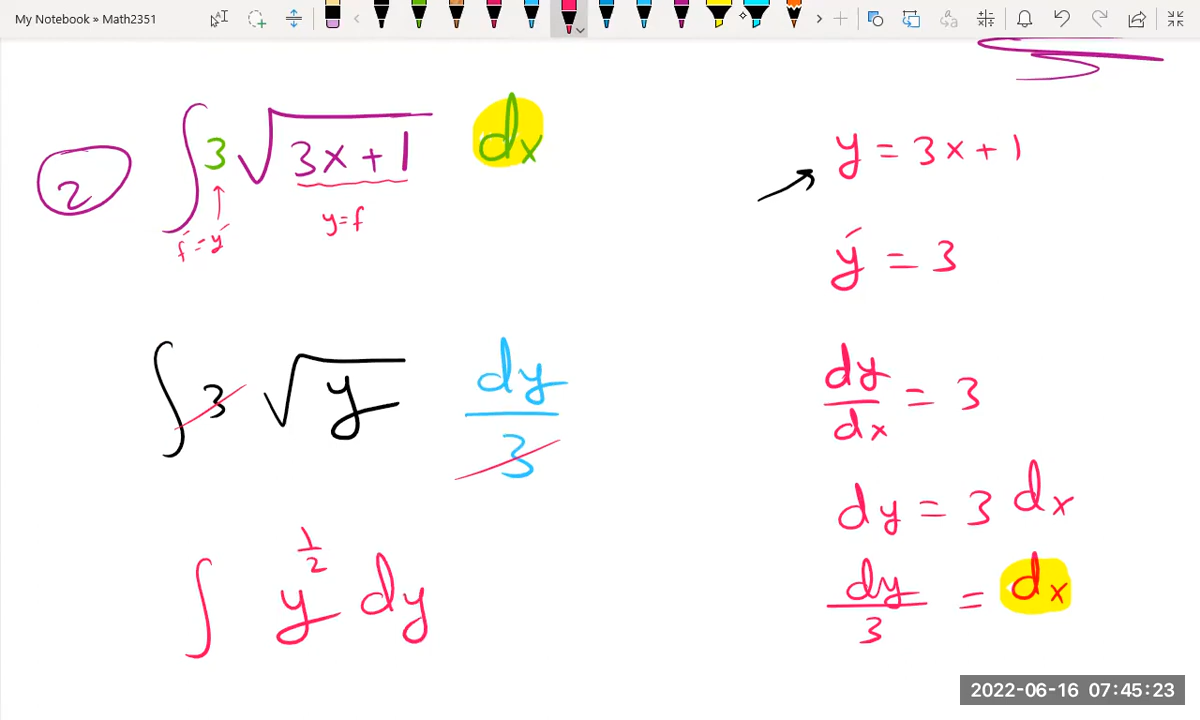 My Notebook » Math2351
2
∫ 3 √(3x + 1) dx
f′ = y′
y = f
∫ 3 √y dy/3
∫ y^(1/2) dy
y = 3x + 1
y′ = 3
dy/dx = 3
dy = 3 dx
dy/3 = dx
2022-06-16 07:45:23